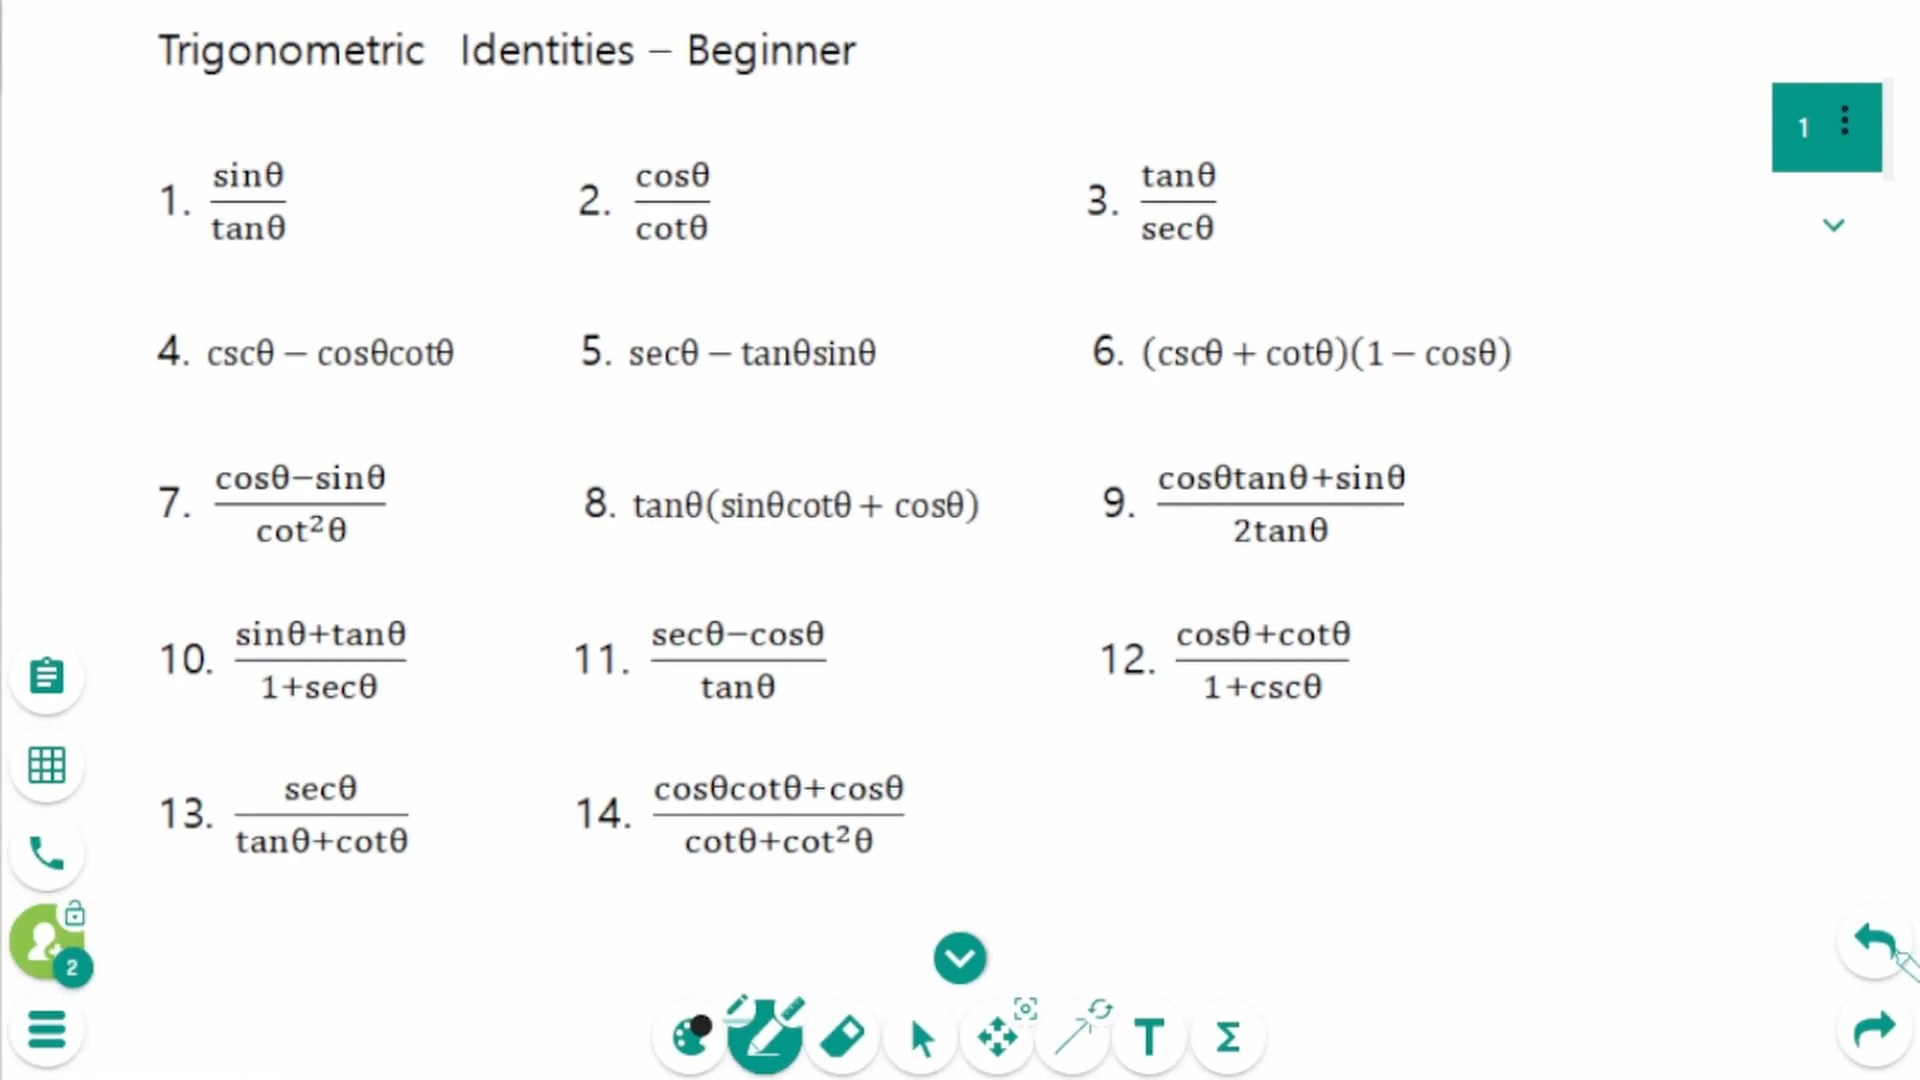 Trigonometric Identities – Beginner
1
1. sinθ/tanθ 2. cosθ/cotθ 3. tanθ/secθ
4. cscθ − cosθcotθ 5. secθ − tanθsinθ 6. (cscθ + cotθ)(1 − cosθ)
7. cosθ−sinθ/cot²θ 8. tanθ(sinθcotθ + cosθ) 9. cosθtanθ+sinθ/2tanθ
10. sinθ+tanθ/1+secθ 11. secθ−cosθ/tanθ 12. cosθ+cotθ/1+cscθ
13. secθ/tanθ+cotθ 14. cosθcotθ+cosθ/cotθ+cot²θ
2
T Σ